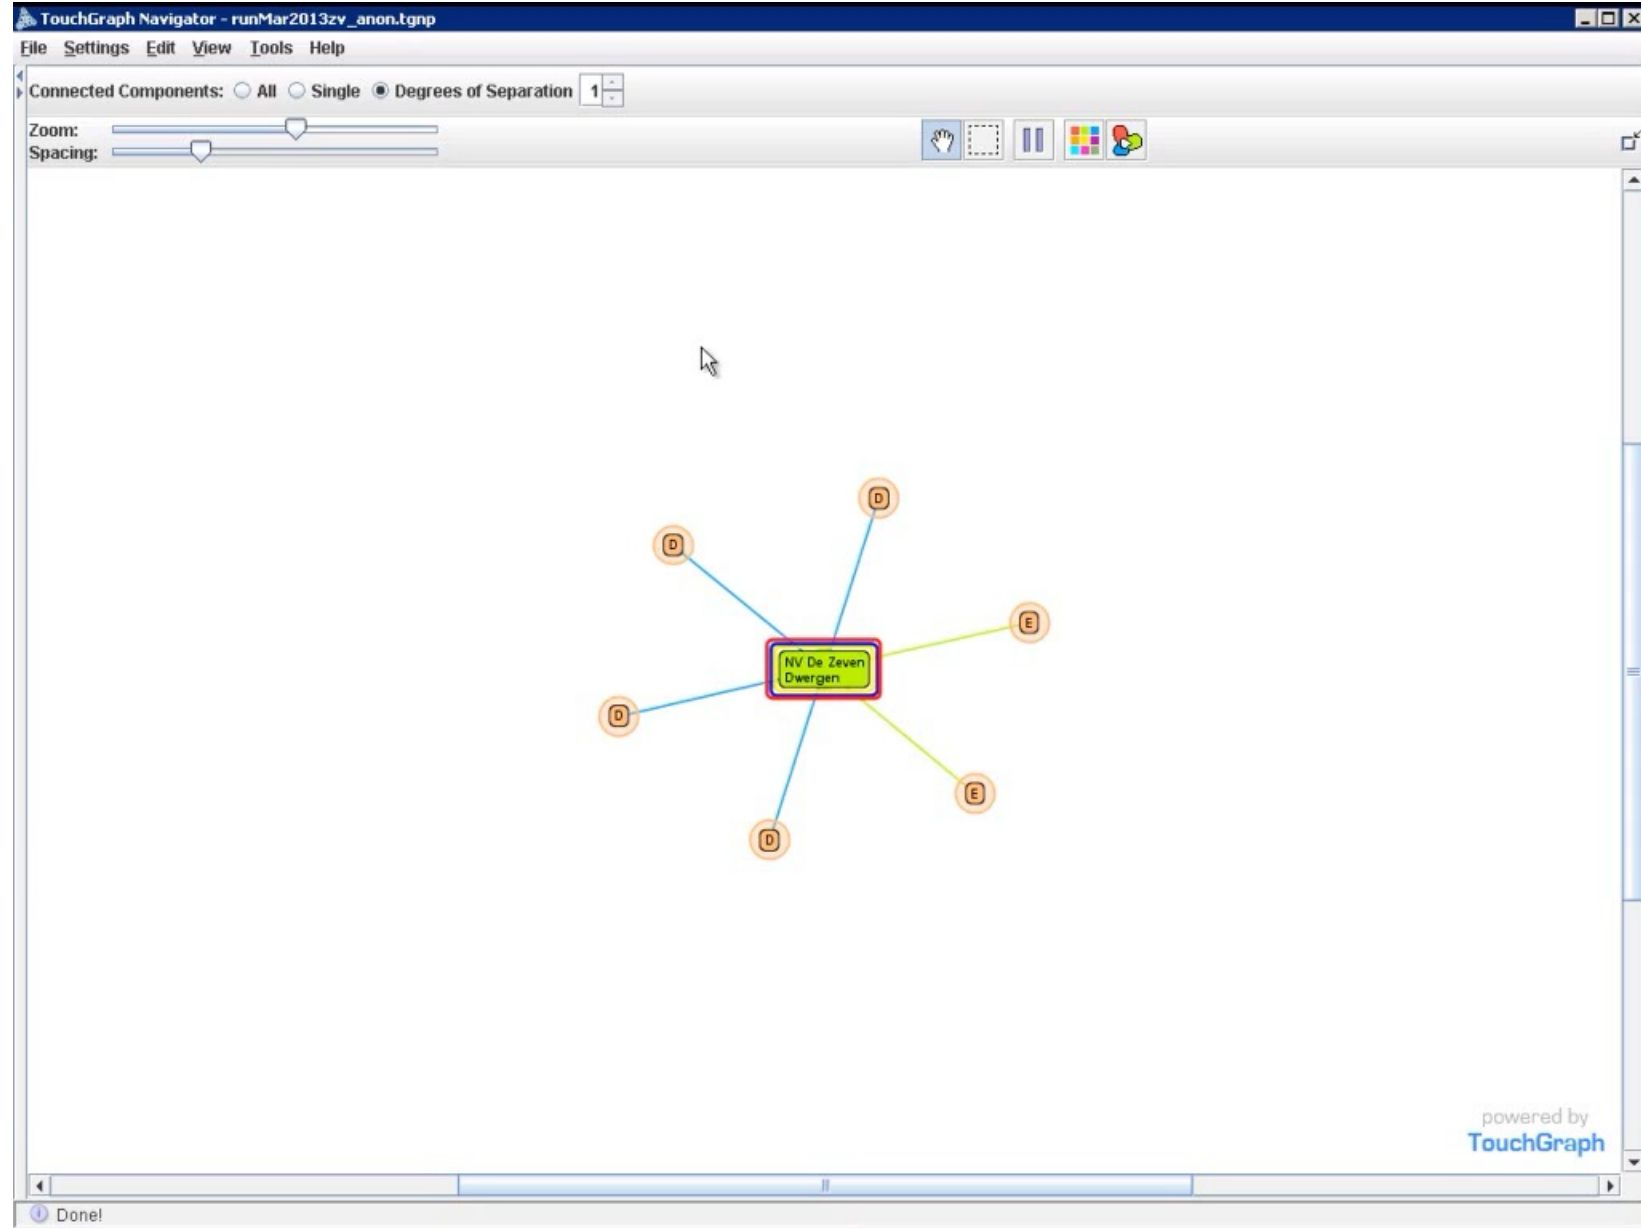 TouchGraph Navigator - runMar2013zv_anon.tgnp
File Settings Edit View Tools Help
Connected Components: All Single Degrees of Separation 1
Zoom:
Spacing:
D
D
E
NV De Zeven
Dwergen
D
E
D
powered by
TouchGraph
Done!